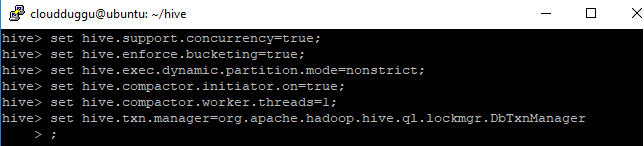 cloudduggu@ubuntu: ~/hive
hive> set hive.support.concurrency=true;
hive> set hive.enforce.bucketing=true;
hive> set hive.exec.dynamic.partition.mode=nonstrict;
hive> set hive.compactor.initiator.on=true;
hive> set hive.compactor.worker.threads=1;
hive> set hive.txn.manager=org.apache.hadoop.hive.ql.lockmgr.DbTxnManager
    > ;